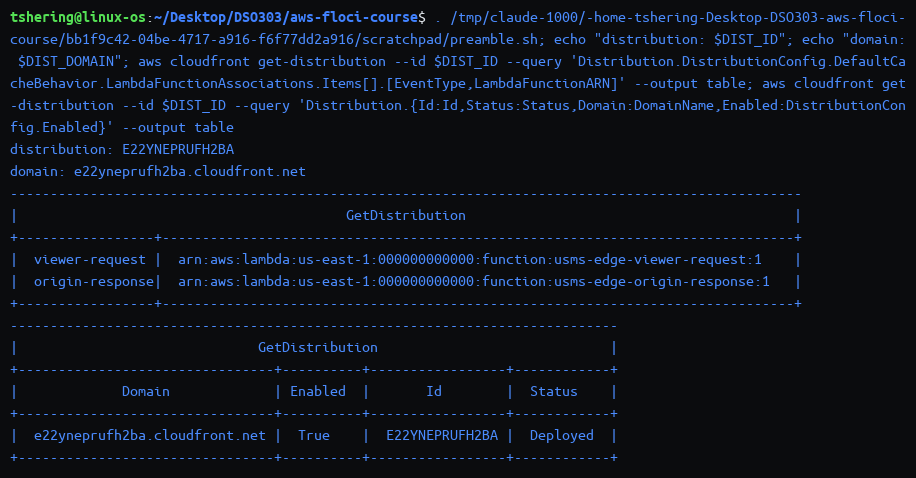 tshering@linux-os:~/Desktop/DSO303/aws-floci-course$ . /tmp/claude-1000/-home-tshering-Desktop-DSO303-aws-floci-
course/bb1f9c42-04be-4717-a916-f6f77dd2a916/scratchpad/preamble.sh; echo "distribution: $DIST_ID"; echo "domain:
 $DIST_DOMAIN"; aws cloudfront get-distribution --id $DIST_ID --query 'Distribution.DistributionConfig.DefaultCa
cheBehavior.LambdaFunctionAssociations.Items[].[EventType,LambdaFunctionARN]' --output table; aws cloudfront get
-distribution --id $DIST_ID --query 'Distribution.{Id:Id,Status:Status,Domain:DomainName,Enabled:DistributionCon
fig.Enabled}' --output table
distribution: E22YNEPRUFH2BA
domain: e22yneprufh2ba.cloudfront.net
--------------------------------------------------------------------------------------------------
|                                         GetDistribution                                         |
+-----------------+-------------------------------------------------------------------------------+
|  viewer-request |  arn:aws:lambda:us-east-1:000000000000:function:usms-edge-viewer-request:1    |
|  origin-response|  arn:aws:lambda:us-east-1:000000000000:function:usms-edge-origin-response:1   |
+-----------------+-------------------------------------------------------------------------------+
----------------------------------------------------------------------------
|                              GetDistribution                             |
+--------------------------------+----------+-----------------+------------+
|             Domain             | Enabled  |       Id        |  Status    |
+--------------------------------+----------+-----------------+------------+
|  e22yneprufh2ba.cloudfront.net |  True    |  E22YNEPRUFH2BA |  Deployed  |
+--------------------------------+----------+-----------------+------------+